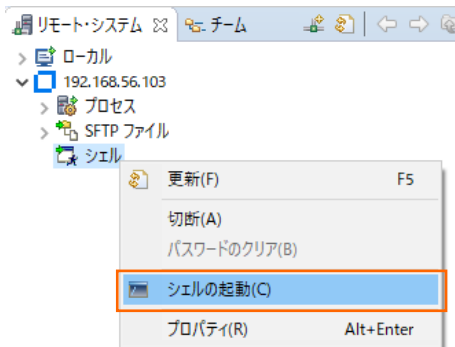 リモート・システム チーム
ローカル
192.168.56.103
プロセス
SFTP ファイル
シェル
更新(F) F5
切断(A)
パスワードのクリア(B)
シェルの起動(C)
プロパティ(R) Alt+Enter